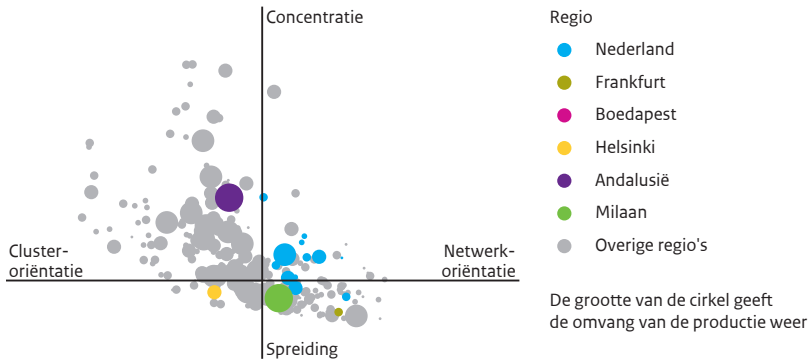 Concentratie
Cluster-
oriëntatie
Netwerk-
oriëntatie
Spreiding
Regio
Nederland
Frankfurt
Boedapest
Helsinki
Andalusië
Milaan
Overige regio's
De grootte van de cirkel geeft
de omvang van de productie weer